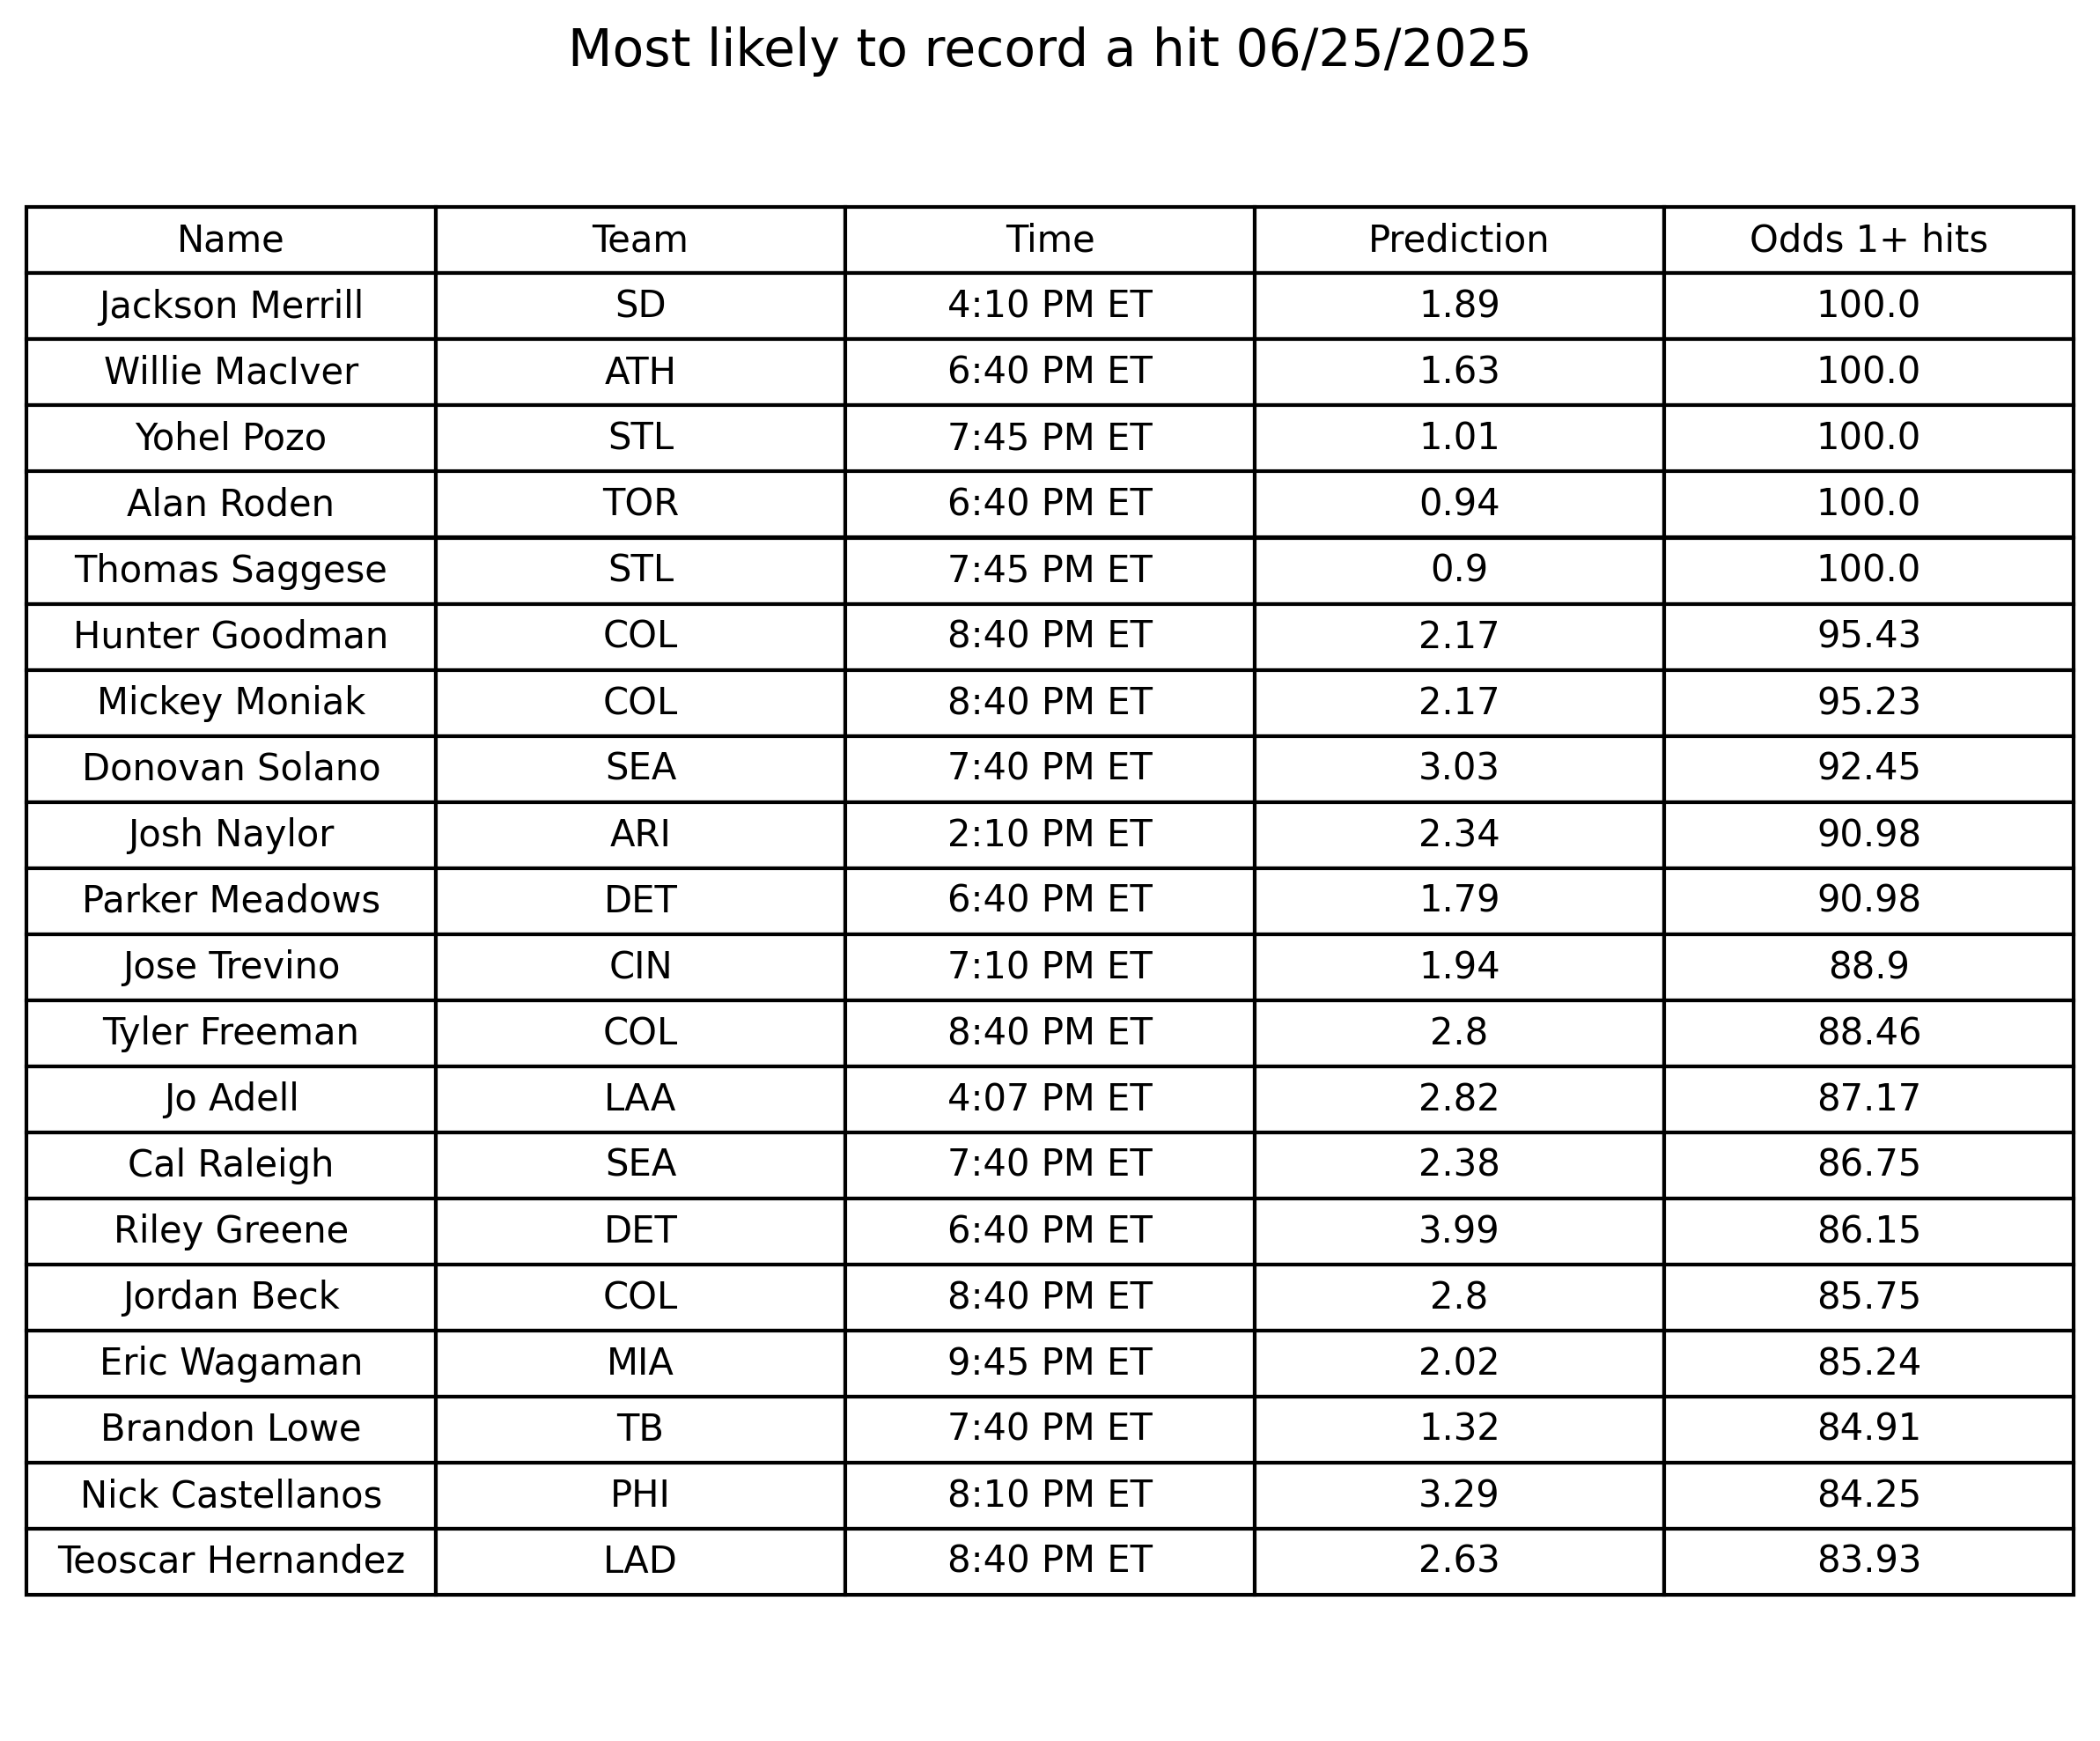 Most likely to record a hit 06/25/2025
Name Team Time Prediction Odds 1+ hits
Jackson Merrill SD 4:10 PM ET 1.89 100.0
Willie MacIver ATH 6:40 PM ET 1.63 100.0
Yohel Pozo STL 7:45 PM ET 1.01 100.0
Alan Roden TOR 6:40 PM ET 0.94 100.0
Thomas Saggese STL 7:45 PM ET 0.9 100.0
Hunter Goodman COL 8:40 PM ET 2.17 95.43
Mickey Moniak COL 8:40 PM ET 2.17 95.23
Donovan Solano SEA 7:40 PM ET 3.03 92.45
Josh Naylor ARI 2:10 PM ET 2.34 90.98
Parker Meadows DET 6:40 PM ET 1.79 90.98
Jose Trevino CIN 7:10 PM ET 1.94 88.9
Tyler Freeman COL 8:40 PM ET 2.8 88.46
Jo Adell LAA 4:07 PM ET 2.82 87.17
Cal Raleigh SEA 7:40 PM ET 2.38 86.75
Riley Greene DET 6:40 PM ET 3.99 86.15
Jordan Beck COL 8:40 PM ET 2.8 85.75
Eric Wagaman MIA 9:45 PM ET 2.02 85.24
Brandon Lowe TB 7:40 PM ET 1.32 84.91
Nick Castellanos PHI 8:10 PM ET 3.29 84.25
Teoscar Hernandez LAD 8:40 PM ET 2.63 83.93